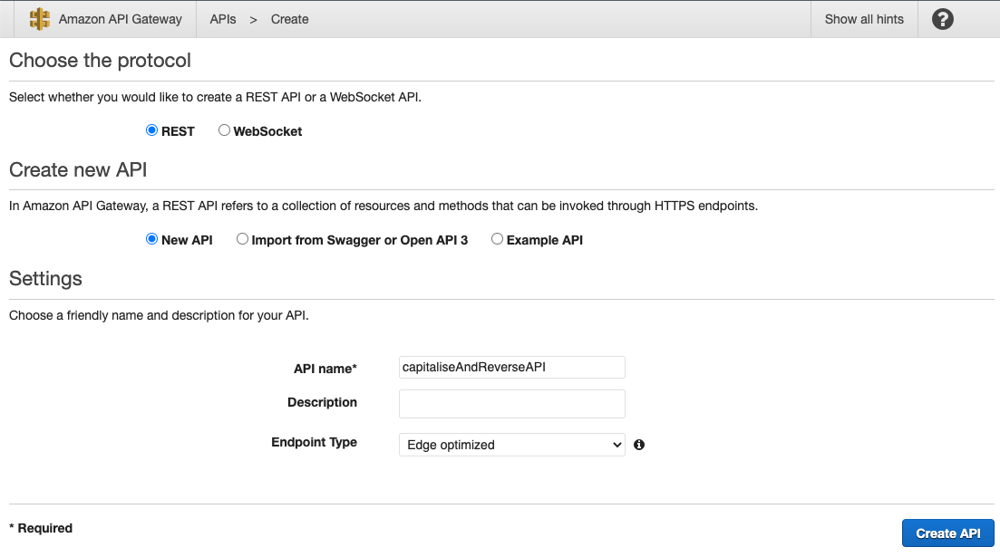 Amazon API Gateway APIs > Create Show all hints ?
Choose the protocol
Select whether you would like to create a REST API or a WebSocket API.
REST WebSocket
Create new API
In Amazon API Gateway, a REST API refers to a collection of resources and methods that can be invoked through HTTPS endpoints.
New API Import from Swagger or Open API 3 Example API
Settings
Choose a friendly name and description for your API.
API name* capitaliseAndReverseAPI
Description
Endpoint Type Edge optimized i
* Required Create API